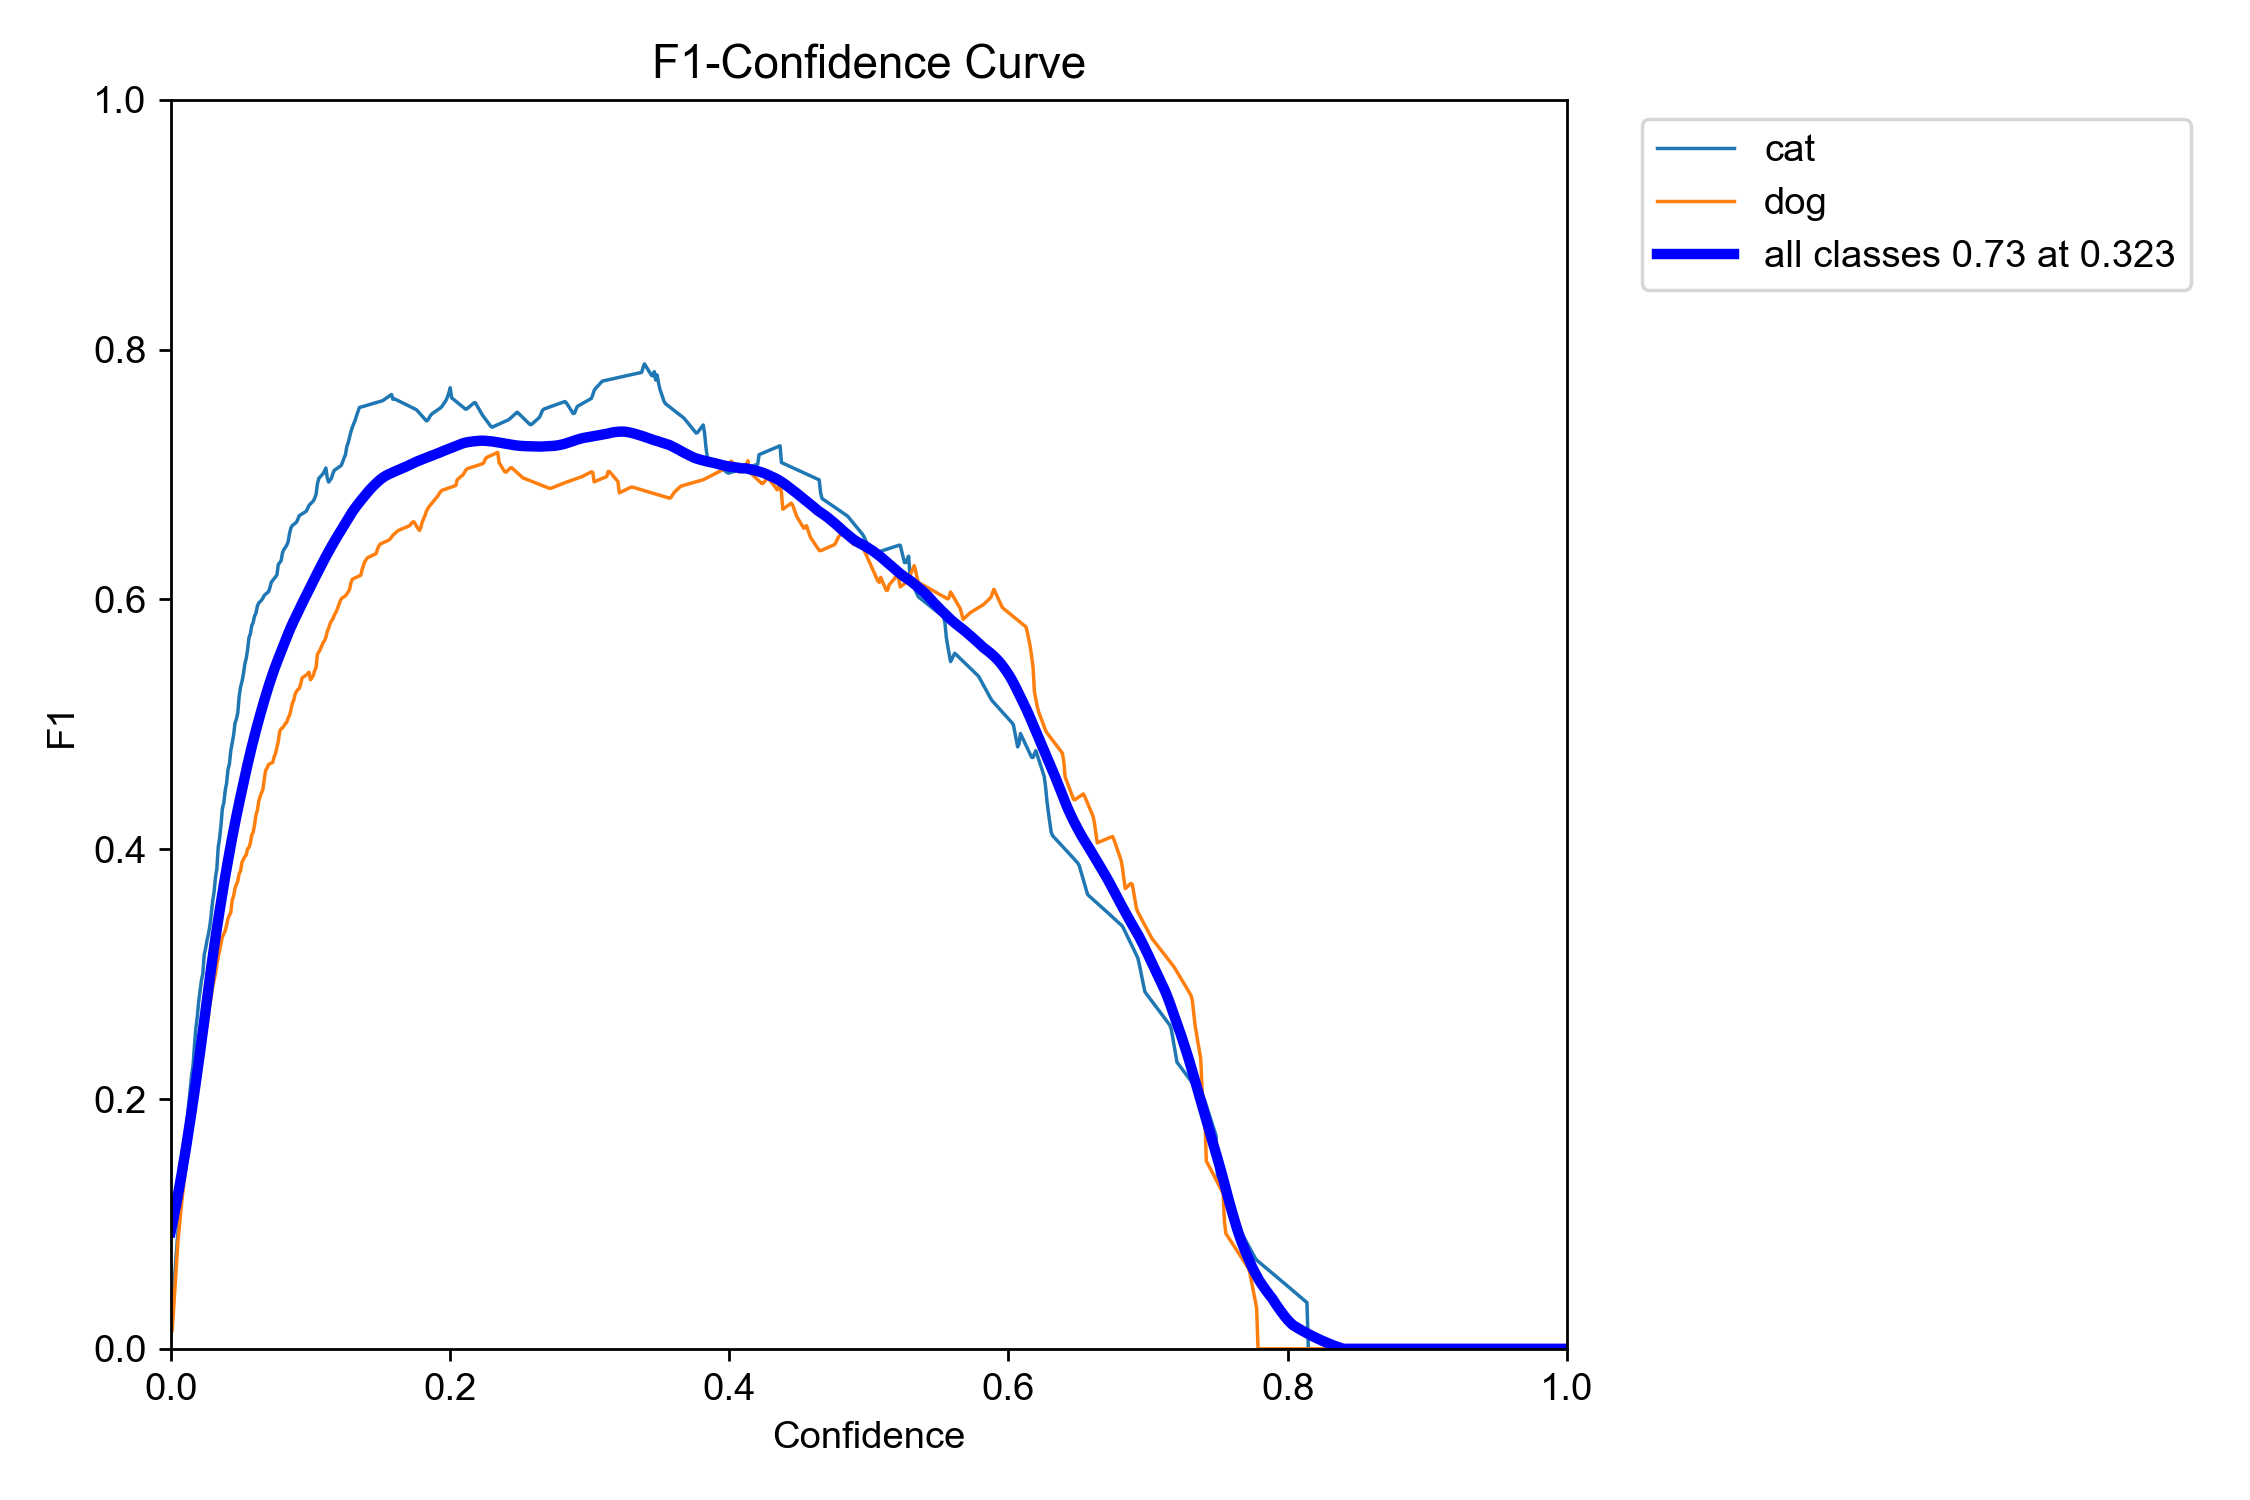 F1-Confidence Curve
1.0
0.8
0.6
0.4
0.2
0.0
F1
0.0 0.2 0.4 0.6 0.8 1.0
Confidence
cat
dog
all classes 0.73 at 0.323